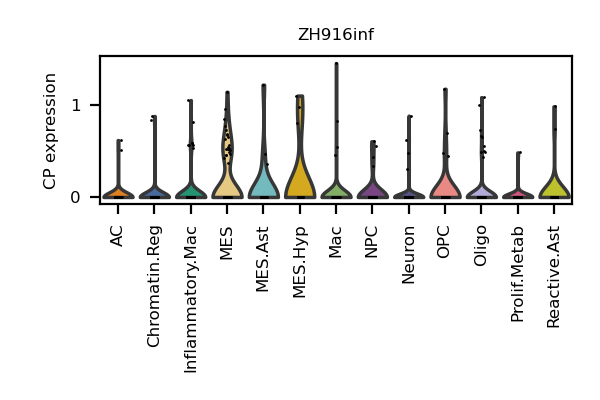 ZH916inf
CP expression
1
0
AC
Chromatin.Reg
Inflammatory.Mac
MES
MES.Ast
MES.Hyp
Mac
NPC
Neuron
OPC
Oligo
Prolif.Metab
Reactive.Ast